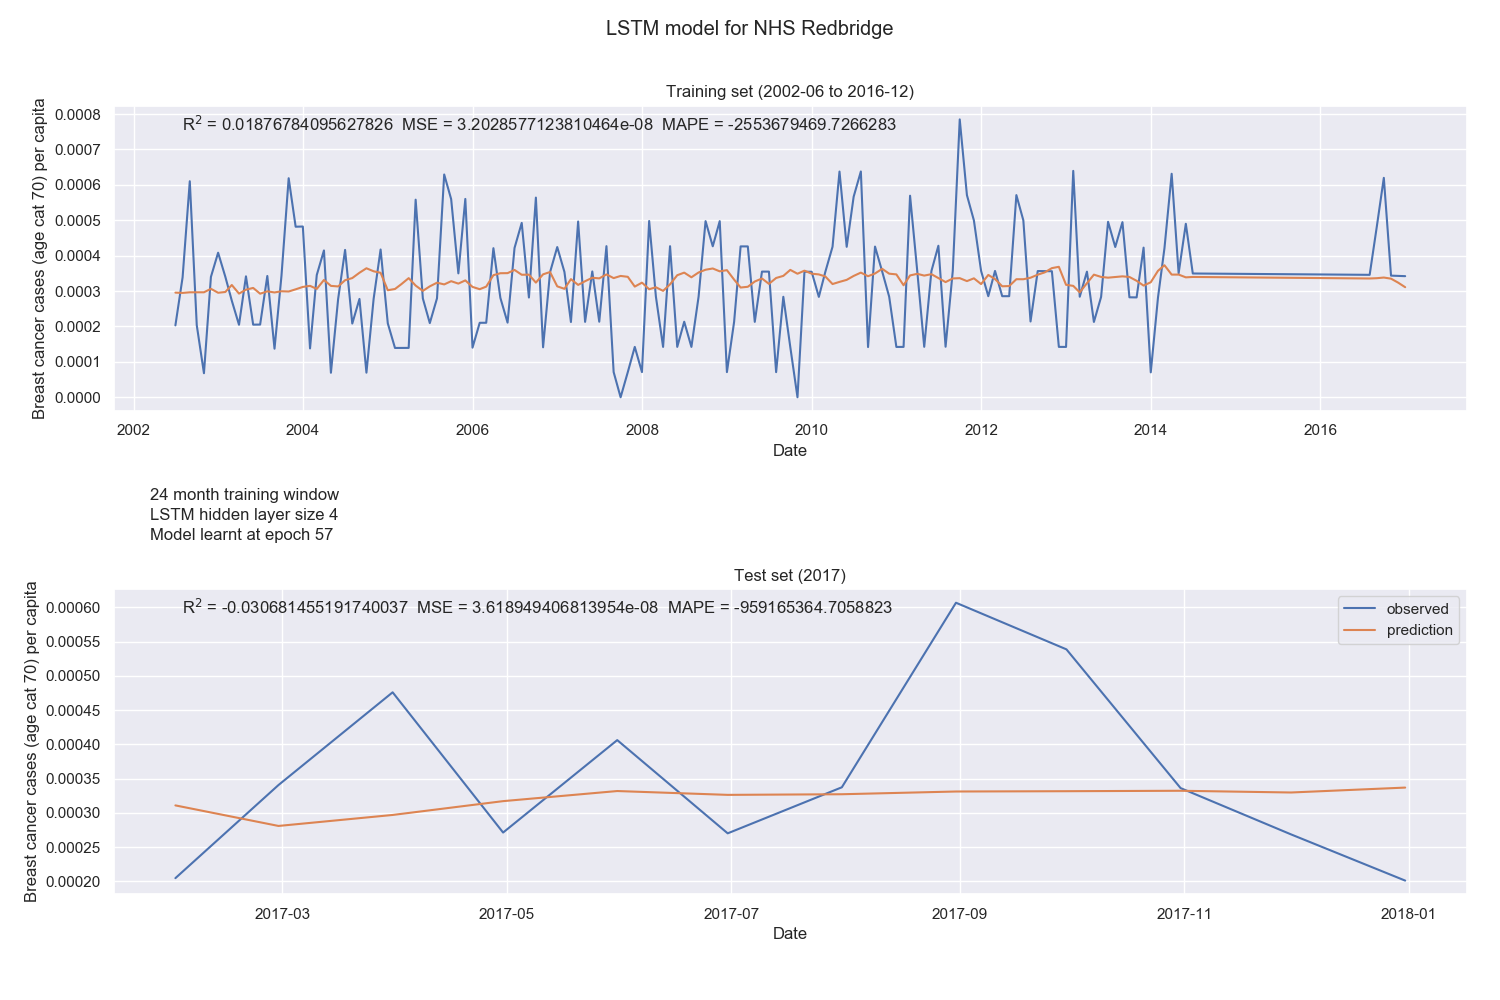 LSTM model for NHS Redbridge
Training set (2002-06 to 2016-12)
R² = 0.01876784095627826 MSE = 3.2028577123810464e-08 MAPE = -2553679469.7266283
Breast cancer cases (age cat 70) per capita
0.0008
0.0007
0.0006
0.0005
0.0004
0.0003
0.0002
0.0001
0.0000
2002 2004 2006 2008 2010 2012 2014 2016
Date
24 month training window
LSTM hidden layer size 4
Model learnt at epoch 57
Test set (2017)
R² = -0.030681455191740037 MSE = 3.618949406813954e-08 MAPE = -959165364.7058823
observed
prediction
Breast cancer cases (age cat 70) per capita
0.00060
0.00055
0.00050
0.00045
0.00040
0.00035
0.00030
0.00025
0.00020
2017-03 2017-05 2017-07 2017-09 2017-11 2018-01
Date